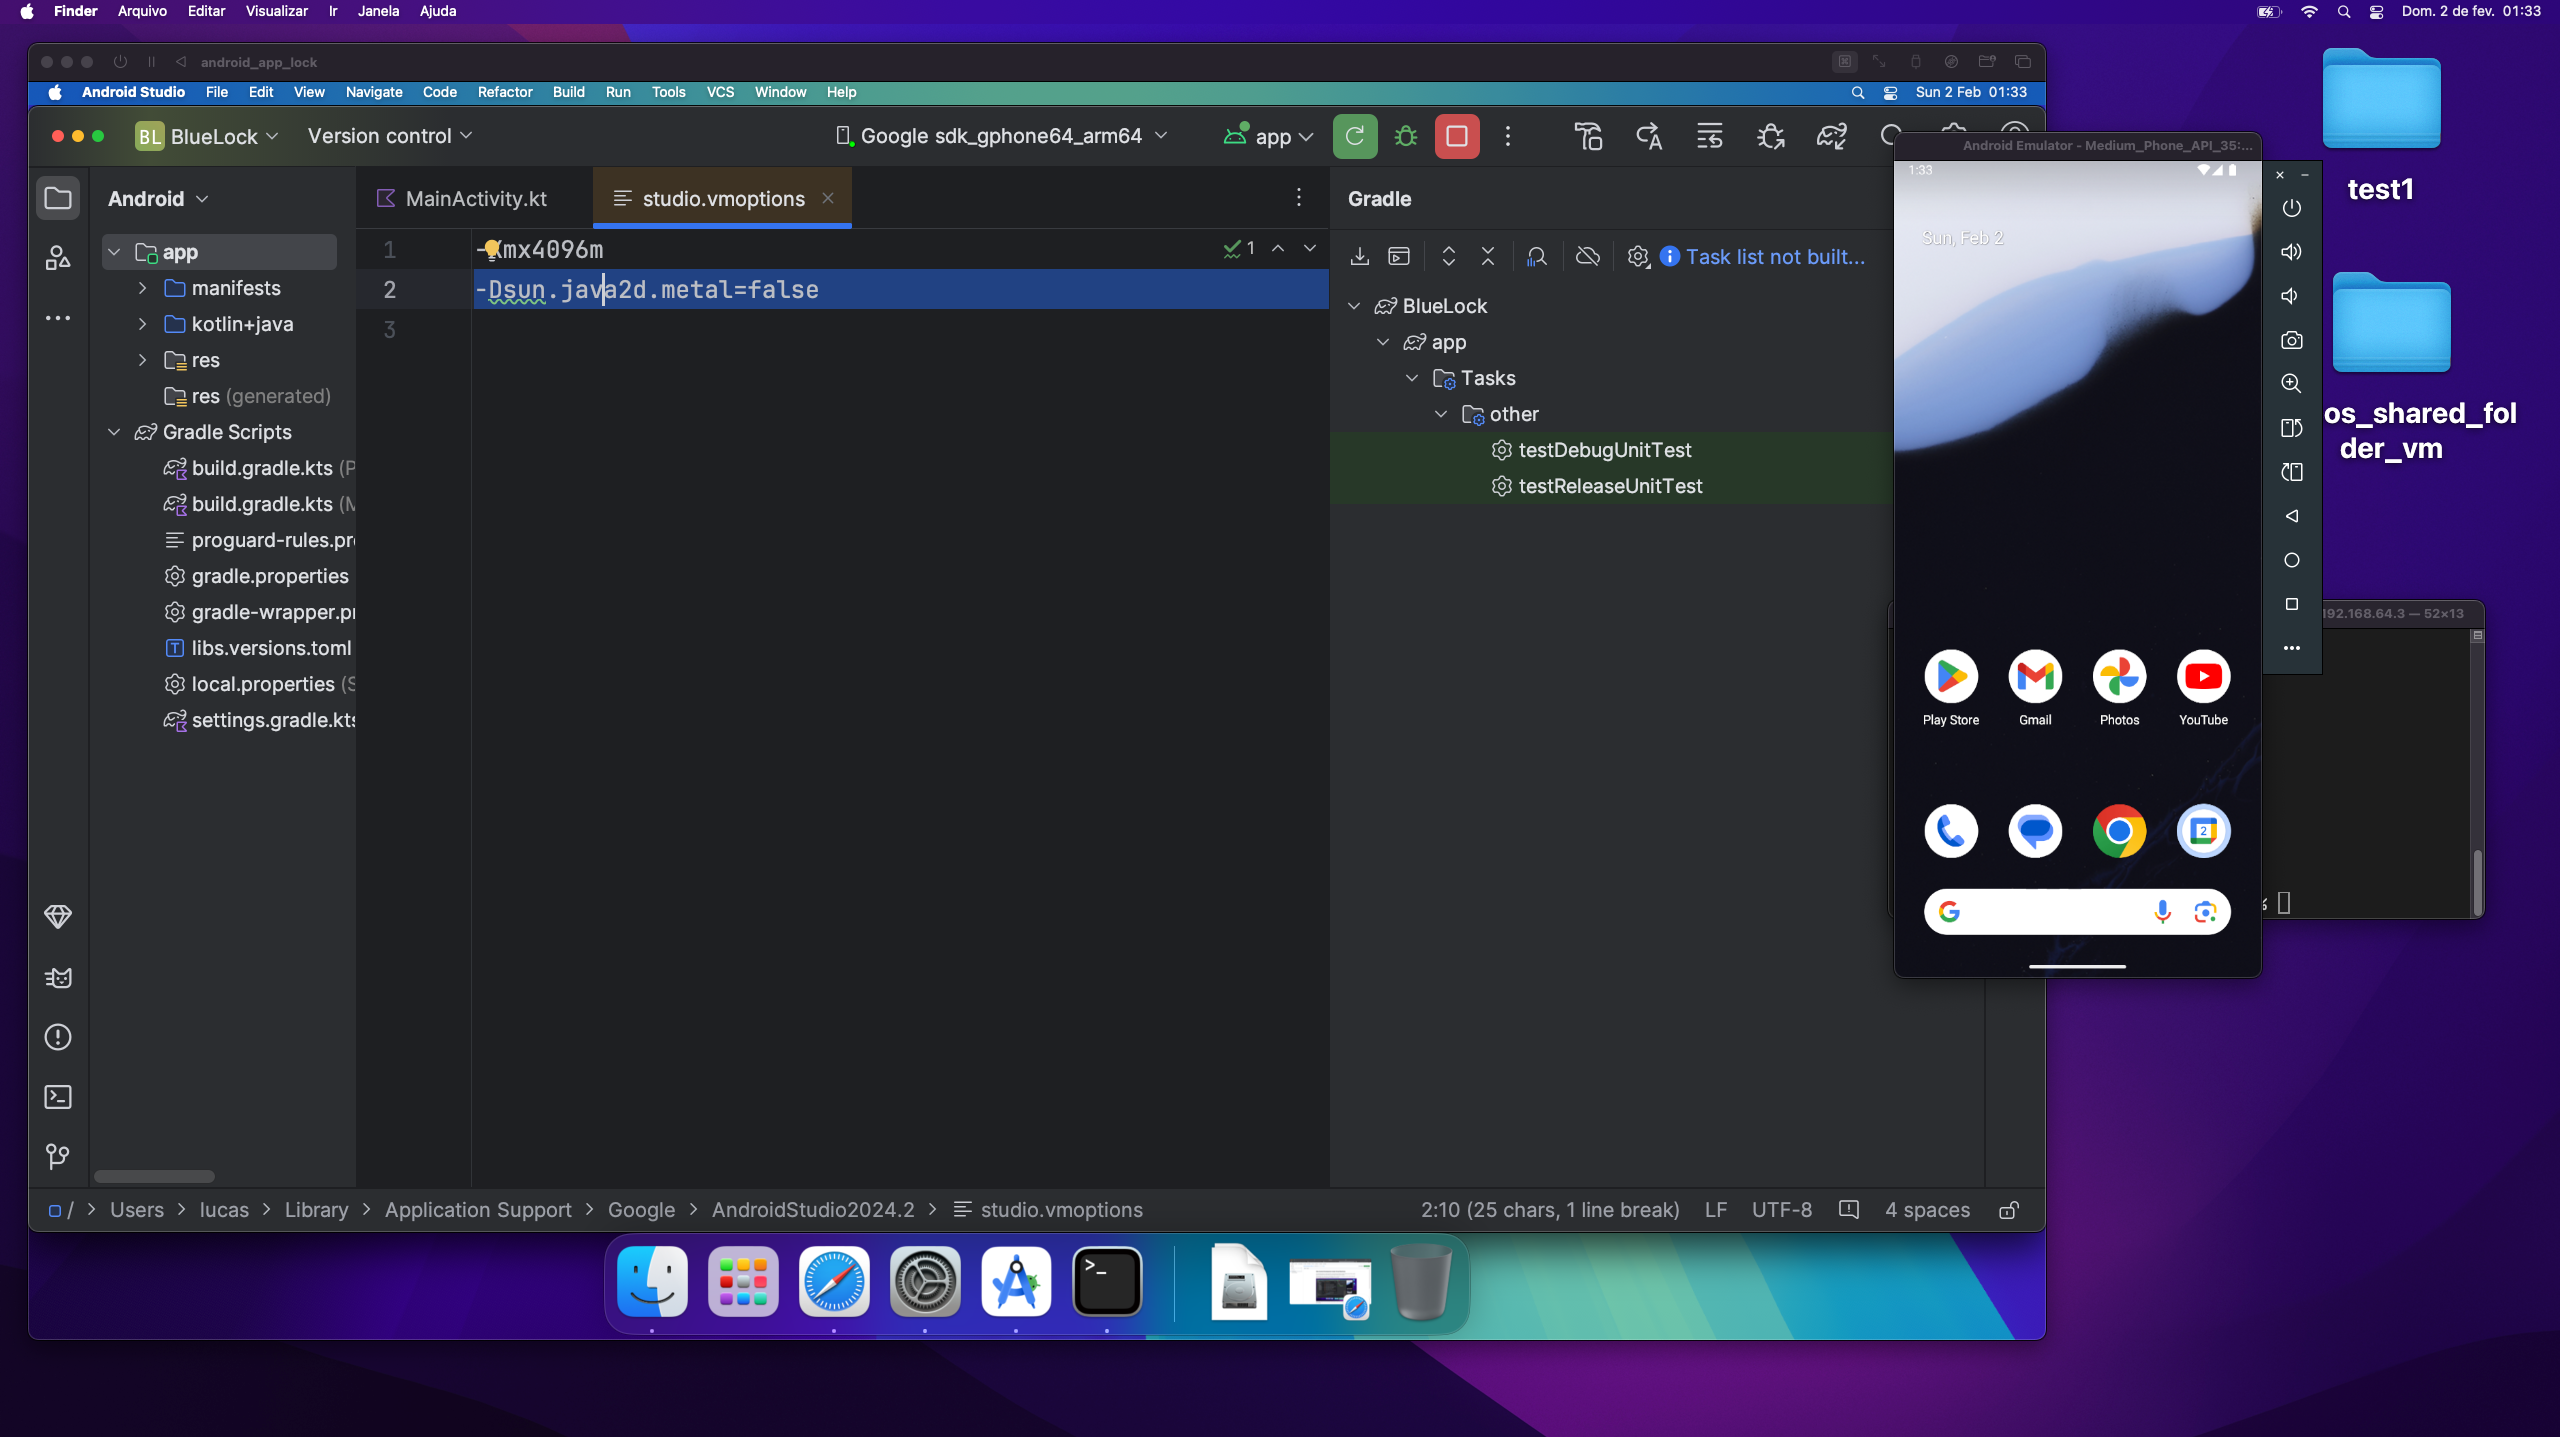 Finder Arquivo Editar Visualizar Ir Janela Ajuda
Dom. 2 de fev. 01:33
android_app_lock
Android Studio File Edit View Navigate Code Refactor Build Run Tools VCS Window Help
Sun 2 Feb 01:33
BL BlueLock Version control
Google sdk_gphone64_arm64
app
Android
MainActivity.kt
studio.vmoptions
Gradle
1 -Xmx4096m
1
2 -Dsun.java2d.metal=false
3
app
manifests
kotlin+java
res
res (generated)
Gradle Scripts
build.gradle.kts (P
build.gradle.kts (M
proguard-rules.pr
gradle.properties
gradle-wrapper.p
libs.versions.toml
local.properties (S
settings.gradle.kts
Task list not built...
BlueLock
app
Tasks
other
testDebugUnitTest
testReleaseUnitTest
Android Emulator - Medium_Phone_API_35:...
1:33
Sun, Feb 2
Play Store Gmail Photos YouTube
2
test1
os_shared_fol
der_vm
192.168.64.3 — 52×13
/ > Users > lucas > Library > Application Support > Google > AndroidStudio2024.2 > studio.vmoptions
2:10 (25 chars, 1 line break) LF UTF-8 4 spaces